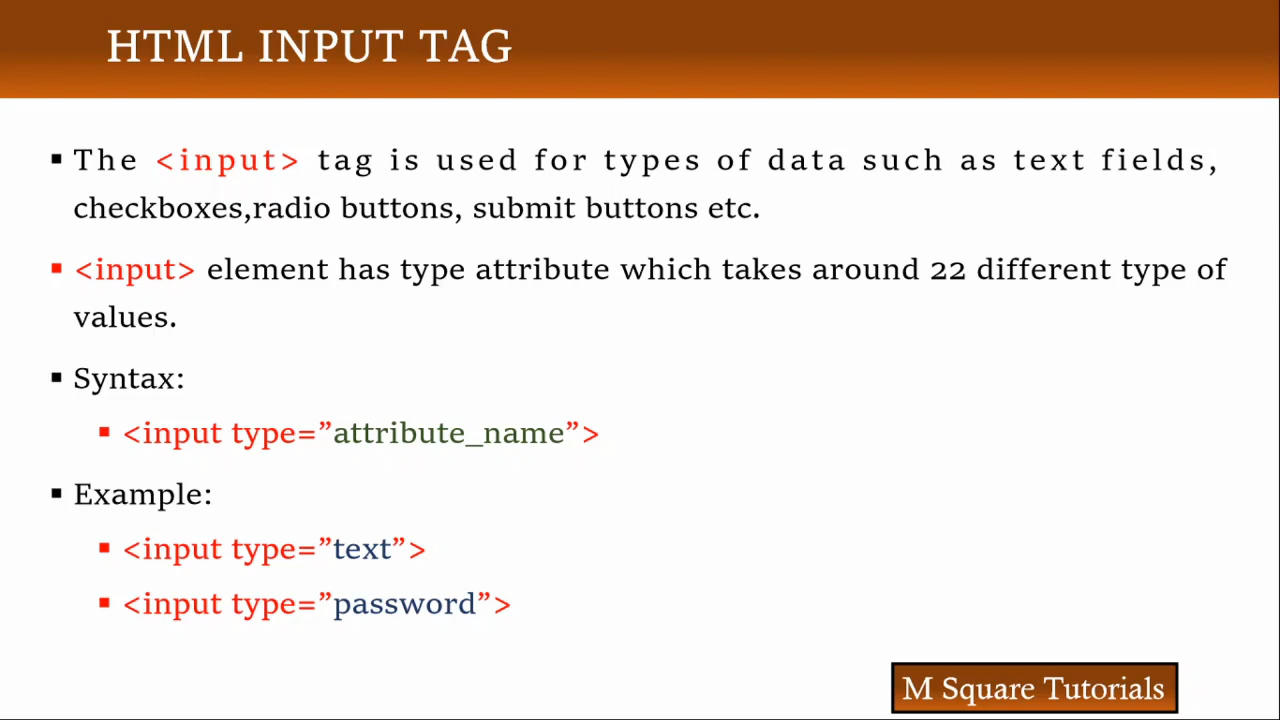 HTML INPUT TAG
▪ The <input> tag is used for types of data such as text fields,
checkboxes,radio buttons, submit buttons etc.
▪ <input> element has type attribute which takes around 22 different type of
values.
▪ Syntax:
▪ <input type=”attribute_name”>
▪ Example:
▪ <input type=”text”>
▪ <input type=”password”>
M Square Tutorials